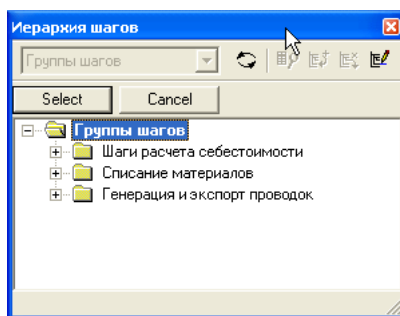 Иерархия шагов
Группы шагов
Select Cancel
Группы шагов
Шаги расчета себестоимости
Списание материалов
Генерация и экспорт проводок